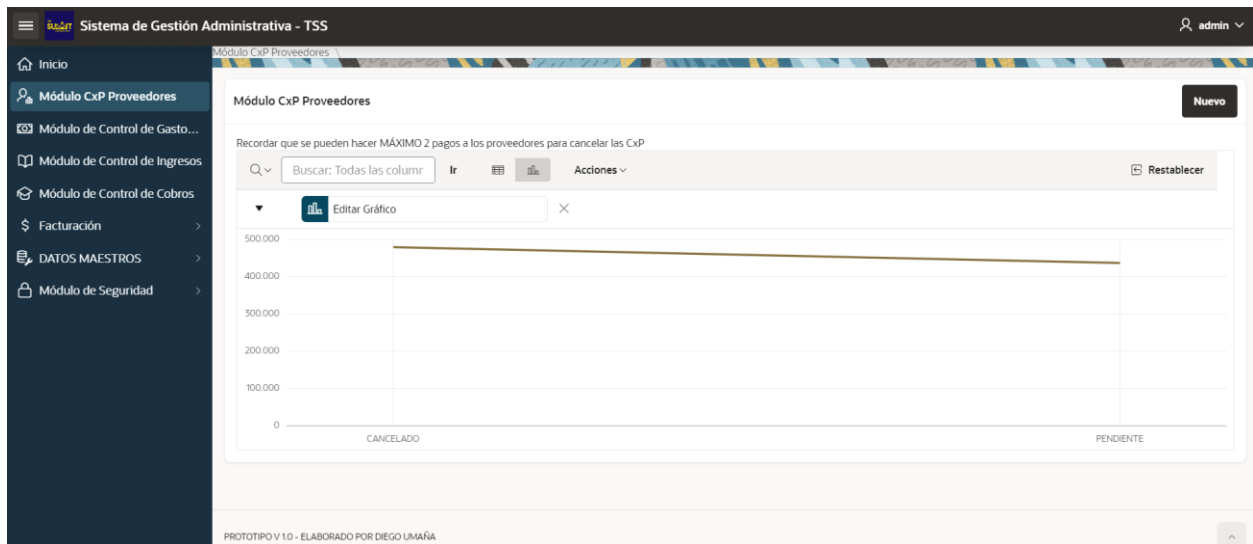 Sistema de Gestión Administrativa - TSS
admin
Inicio
Módulo CxP Proveedores
Módulo de Control de Gasto...
Módulo de Control de Ingresos
Módulo de Control de Cobros
Facturación
DATOS MAESTROS
Módulo de Seguridad
Módulo CxP Proveedores \
Módulo CxP Proveedores
Nuevo
Recordar que se pueden hacer MÁXIMO 2 pagos a los proveedores para cancelar las CxP
Buscar: Todas las columr
Ir
Acciones
Restablecer
Editar Gráfico
500.000
400.000
300.000
200.000
100.000
0
CANCELADO
PENDIENTE
PROTOTIPO V 1.0 - ELABORADO POR DIEGO UMAÑA